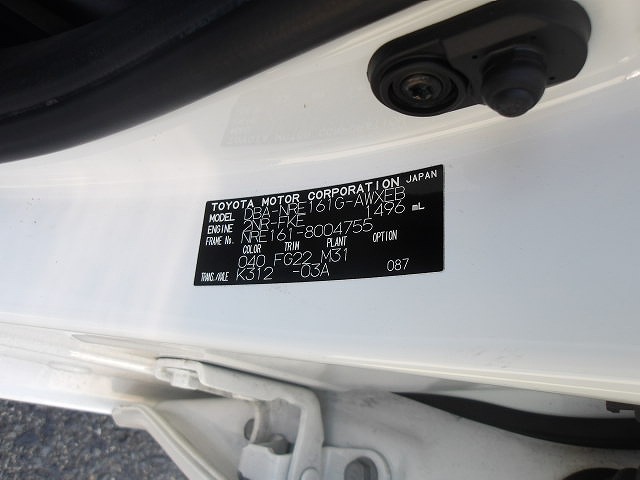 TOYOTA MOTOR CORPORATION JAPAN
MODEL DBA-NRE161G-AWXEB
ENGINE 2NR-FKE 1496 mL
FRAME No. NRE161-8004755
COLOR TRIM PLANT OPTION
040 FG22 M31
TRANS./AXLE K312 -03A 087